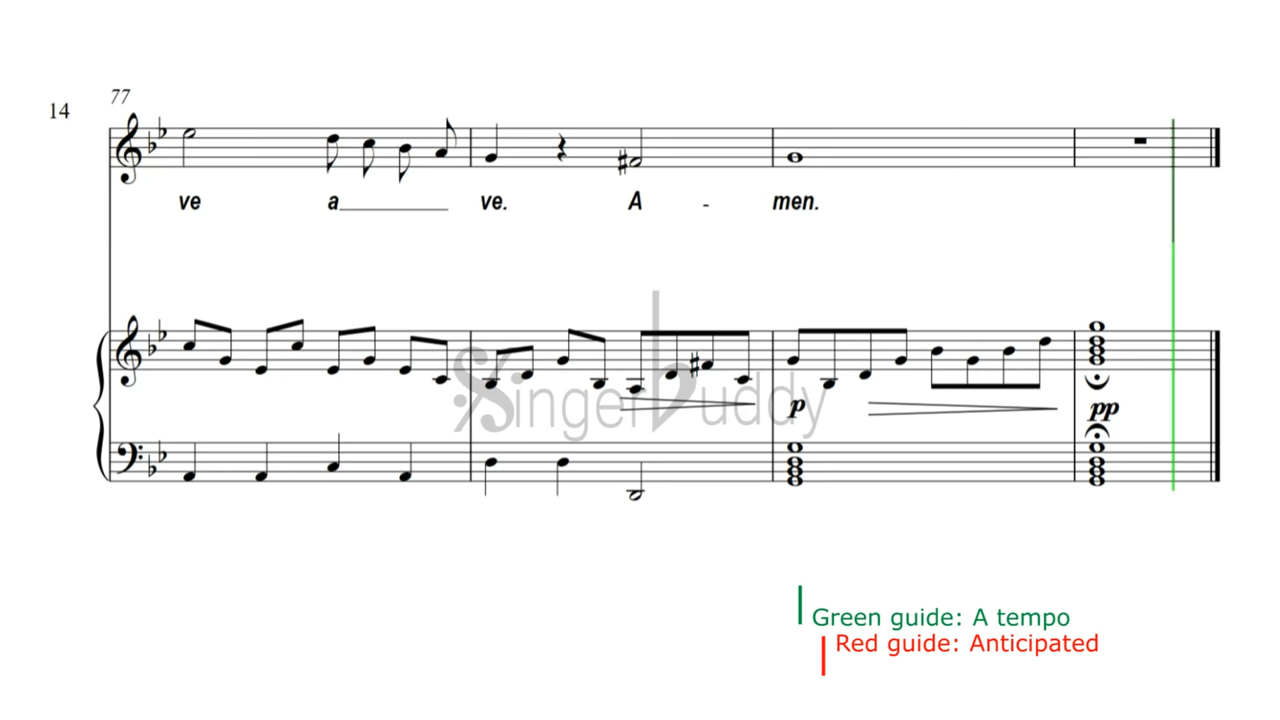 77
14
ve a ve. A - men.
SingerBuddy
p pp
Green guide: A tempo
Red guide: Anticipated